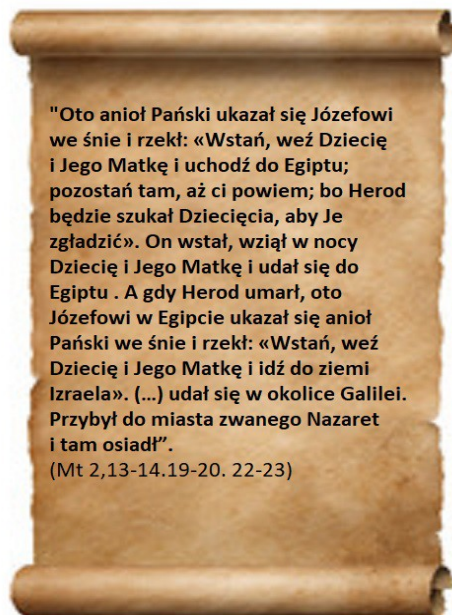 "Oto anioł Pański ukazał się Józefowi
we śnie i rzekł: «Wstań, weź Dziecię
i Jego Matkę i uchodź do Egiptu;
pozostań tam, aż ci powiem; bo Herod
będzie szukał Dziecięcia, aby Je
zgładzić». On wstał, wziął w nocy
Dziecię i Jego Matkę i udał się do
Egiptu . A gdy Herod umarł, oto
Józefowi w Egipcie ukazał się anioł
Pański we śnie i rzekł: «Wstań, weź
Dziecię i Jego Matkę i idź do ziemi
Izraela». (...) udał się w okolice Galilei.
Przybył do miasta zwanego Nazaret
i tam osiadł”.
(Mt 2,13-14.19-20. 22-23)